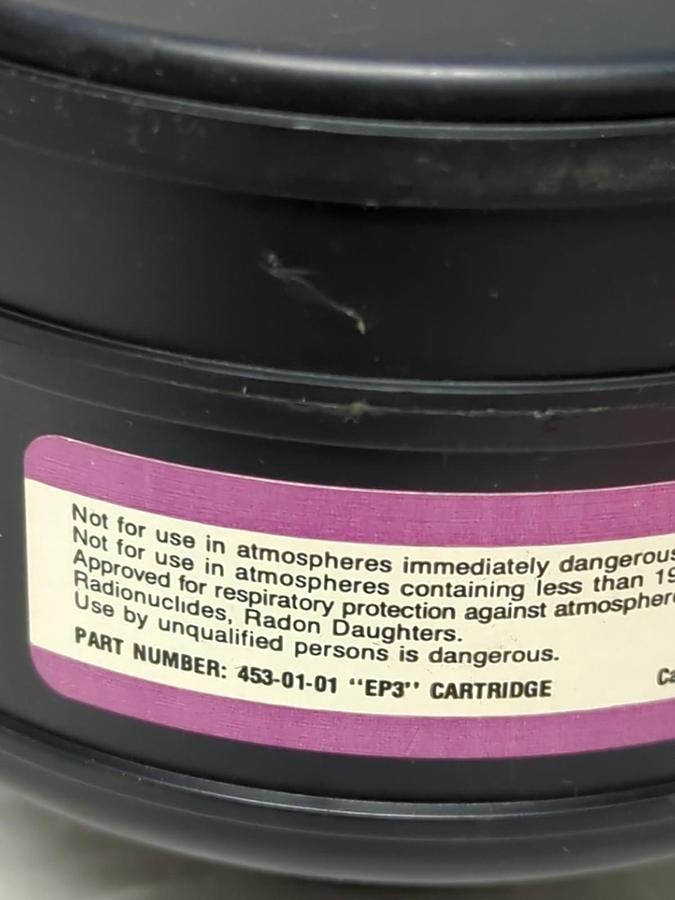 Not for use in atmospheres immediately dangerous
Not for use in atmospheres containing less than 19
Approved for respiratory protection against
Radionuclides, Radon Daughters.
Use by unqualified persons is dangerous.
PART NUMBER: 453-01-01 "EP3" CARTRIDGE